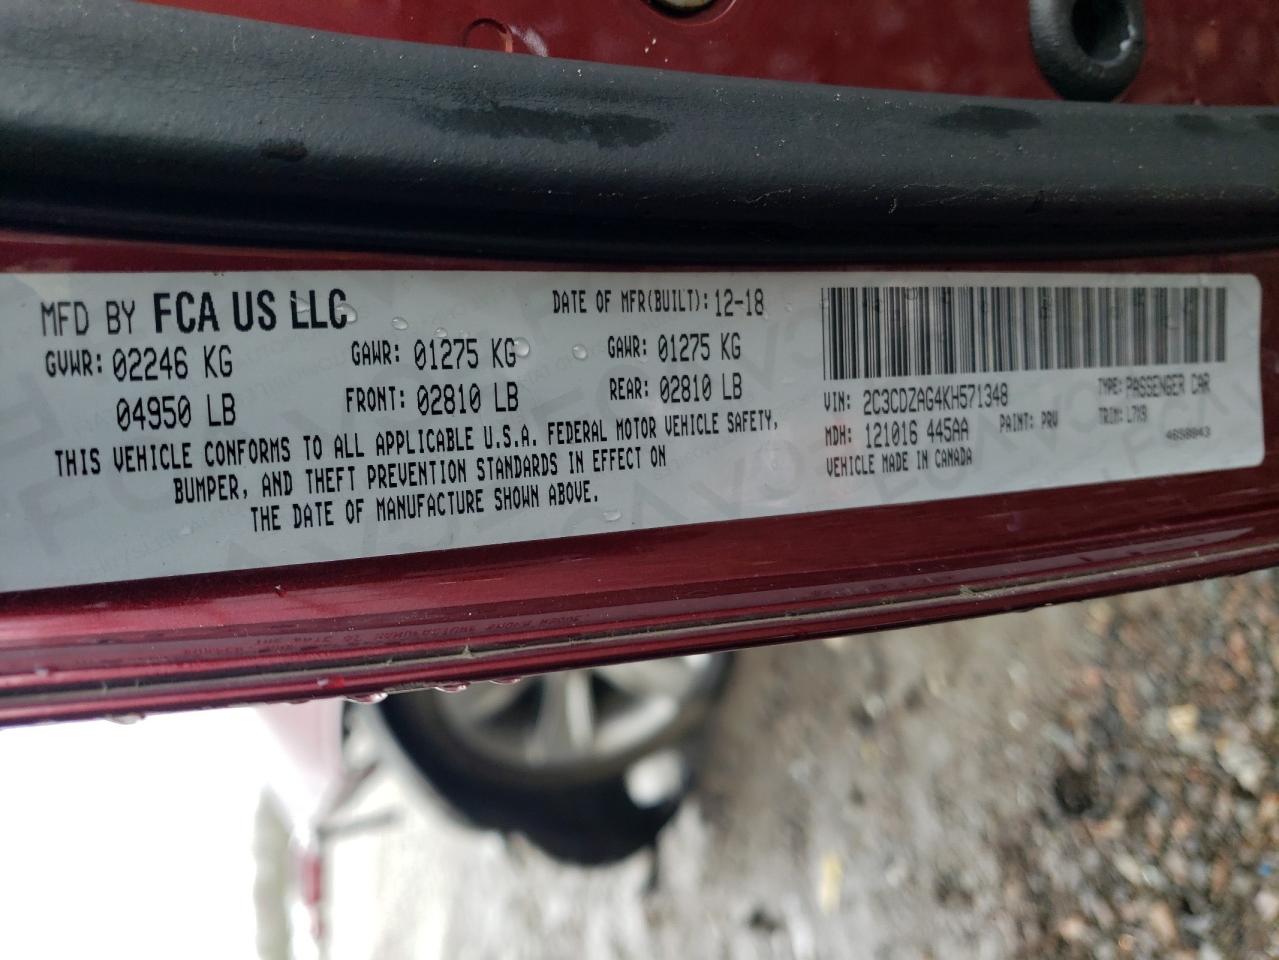 MFD BY FCA US LLC DATE OF MFR(BUILT): 12-18
GVWR: 02246 KG GAWR: 01275 KG GAWR: 01275 KG
04950 LB FRONT: 02810 LB REAR: 02810 LB
THIS VEHICLE CONFORMS TO ALL APPLICABLE U.S.A. FEDERAL MOTOR VEHICLE SAFETY,
BUMPER, AND THEFT PREVENTION STANDARDS IN EFFECT ON
THE DATE OF MANUFACTURE SHOWN ABOVE.
VIN: 2C3CDZAG4KH571348 TYPE: PASSENGER CAR
MDH: 121016 445AA PAINT: PRV TRIM: L7X9
VEHICLE MADE IN CANADA 4658843